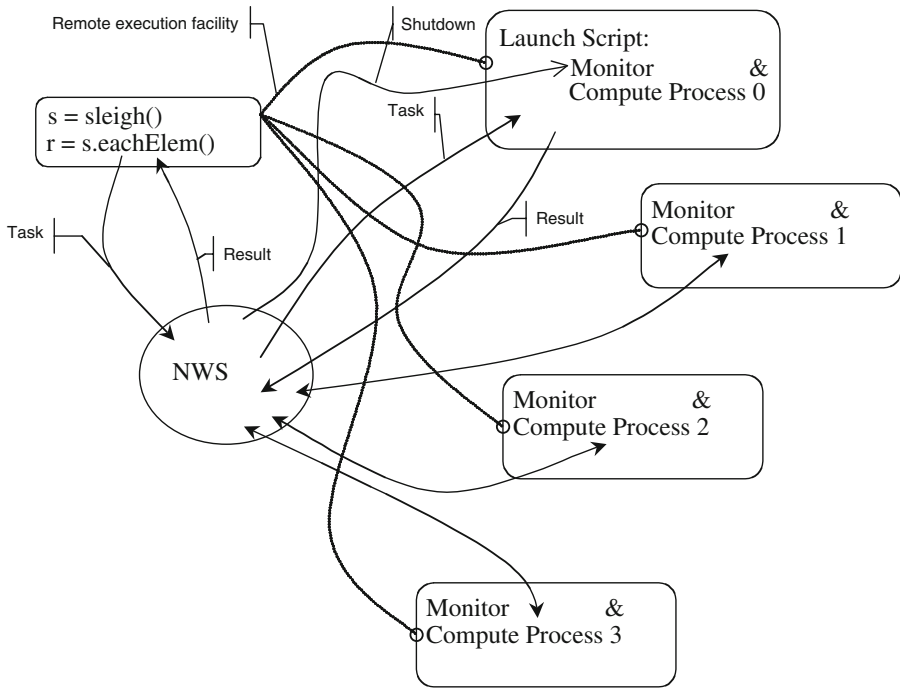 Remote execution facility
Shutdown
Launch Script:
Monitor &
Compute Process 0
s = sleigh()
r = s.eachElem()
Task
Task
Result
Result
Monitor &
Compute Process 1
NWS
Monitor &
Compute Process 2
Monitor &
Compute Process 3